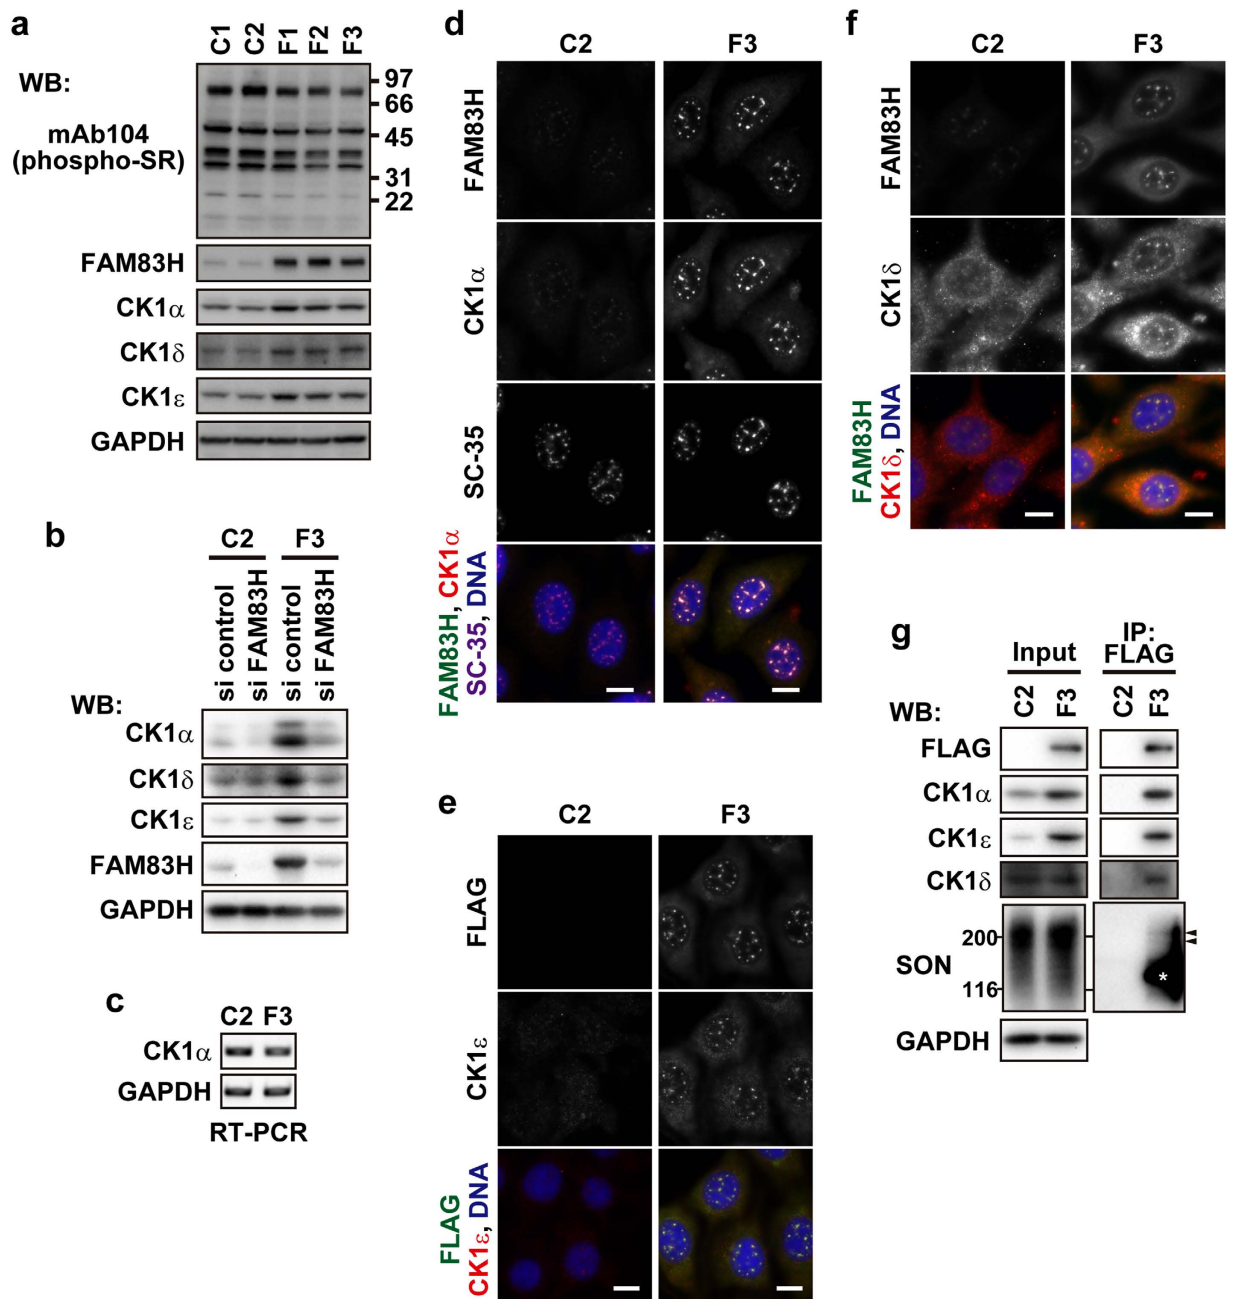 a
C1 C2 F1 F2 F3
WB:
mAb104
(phospho-SR)
97
66
45
31
22
FAM83H
CK1α
CK1δ
CK1ε
GAPDH
b
C2 F3
si control
si FAM83H
si control
si FAM83H
WB:
CK1α
CK1δ
CK1ε
FAM83H
GAPDH
c
C2 F3
CK1α
GAPDH
RT-PCR
d
C2 F3
FAM83H
CK1α
SC-35
FAM83H, CK1α
SC-35, DNA
e
C2 F3
FLAG
CK1ε
FLAG
CK1ε, DNA
f
C2 F3
FAM83H
CK1δ
FAM83H
CK1δ, DNA
g
Input
IP:
FLAG
WB:
C2 F3 C2 F3
FLAG
CK1α
CK1ε
CK1δ
SON
200
116
*
GAPDH